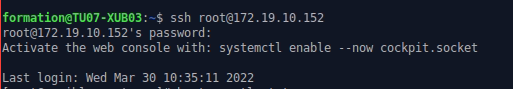 formation@TU07-XUB03:~$ ssh root@172.19.10.152
root@172.19.10.152's password:
Activate the web console with: systemctl enable --now cockpit.socket
Last login: Wed Mar 30 10:35:11 2022